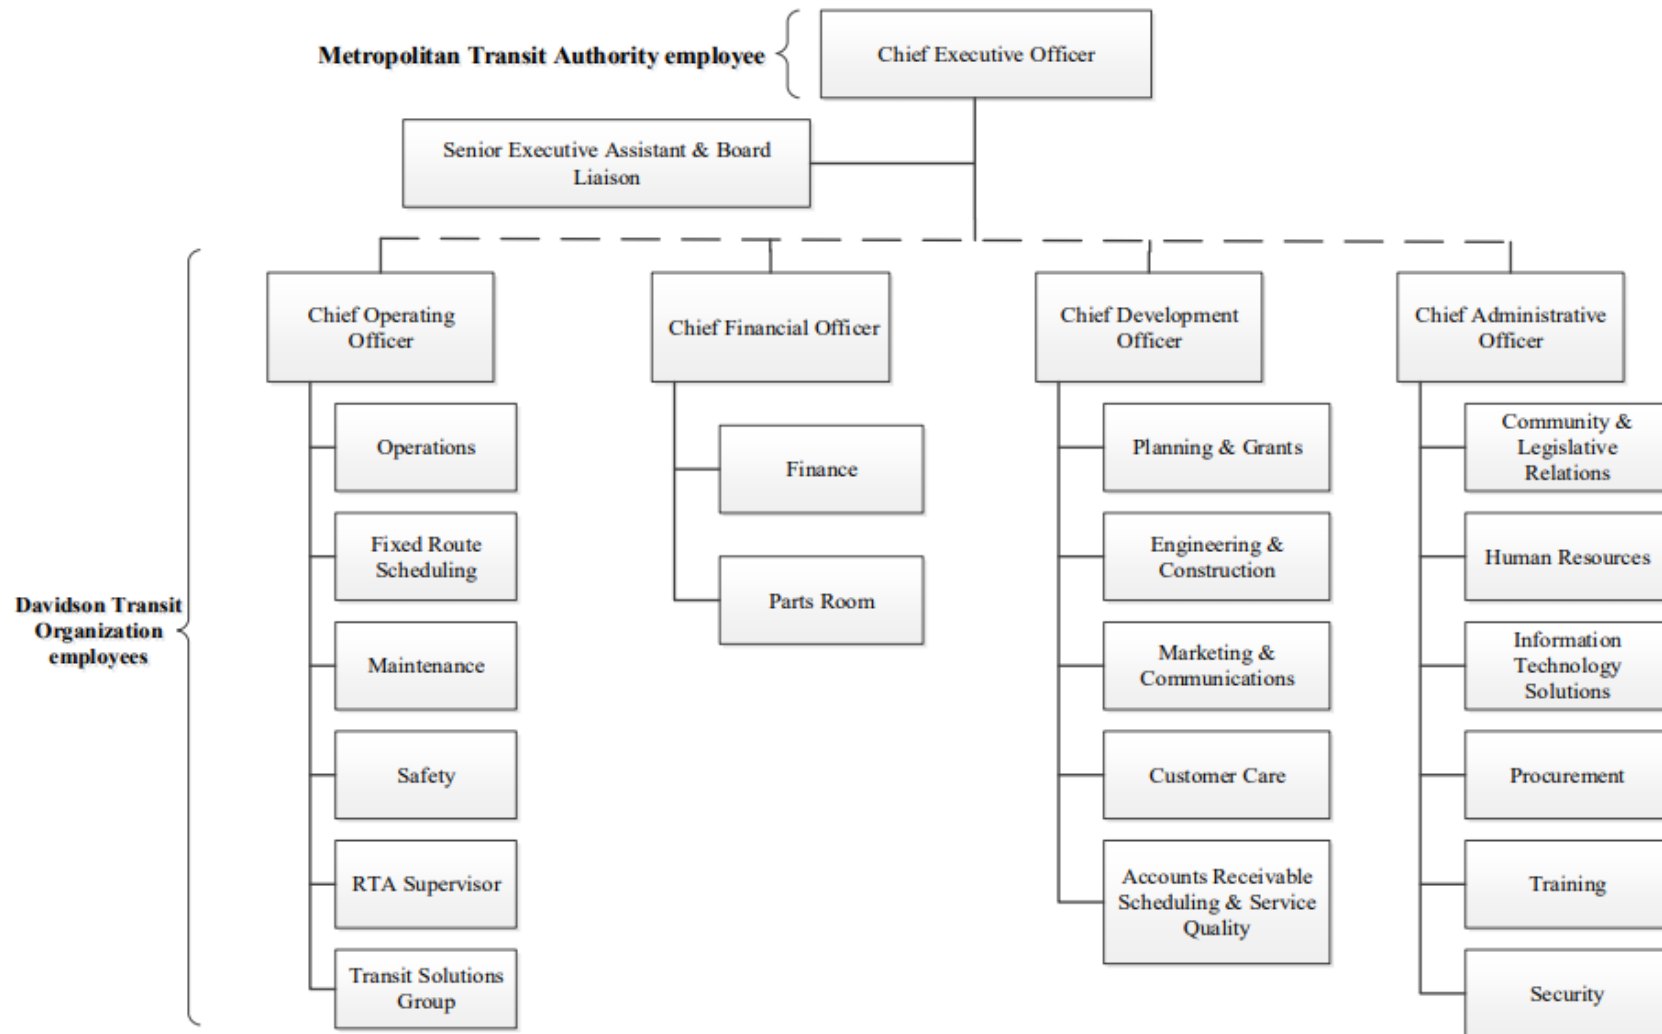 Metropolitan Transit Authority employee
Chief Executive Officer
Senior Executive Assistant & Board
Liaison
Davidson Transit
Organization
employees
Chief Operating
Officer
Operations
Fixed Route
Scheduling
Maintenance
Safety
RTA Supervisor
Transit Solutions
Group
Chief Financial Officer
Finance
Parts Room
Chief Development
Officer
Planning & Grants
Engineering &
Construction
Marketing &
Communications
Customer Care
Accounts Receivable
Scheduling & Service
Quality
Chief Administrative
Officer
Community &
Legislative
Relations
Human Resources
Information
Technology
Solutions
Procurement
Training
Security